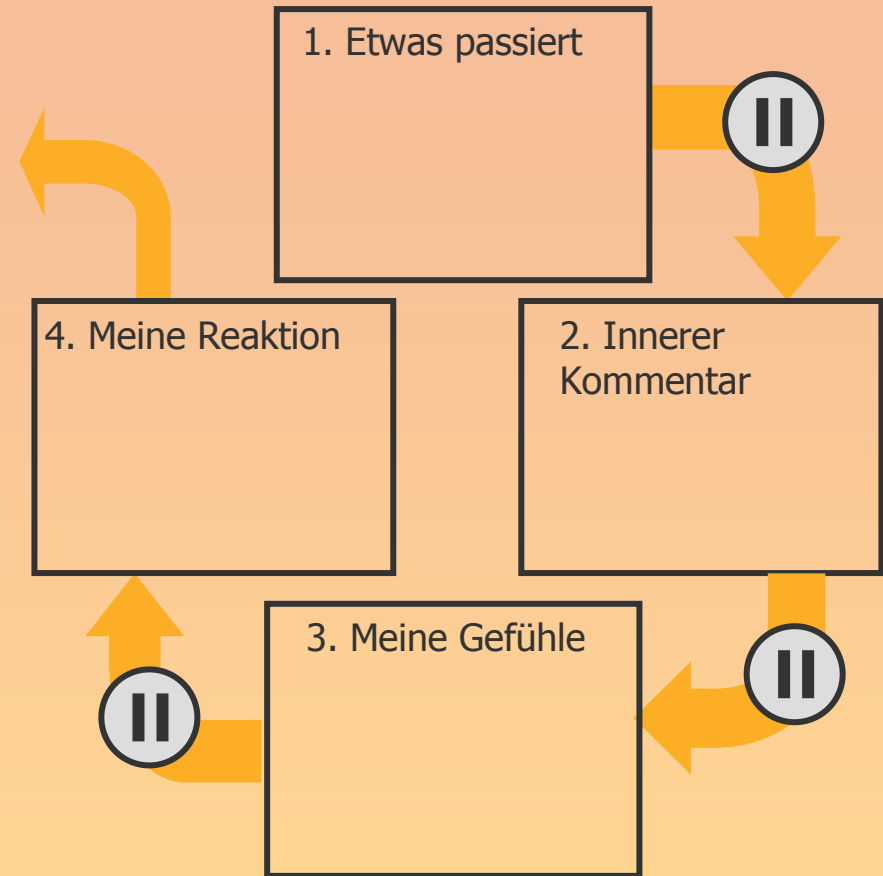 1. Etwas passiert
2. Innerer
Kommentar
3. Meine Gefühle
4. Meine Reaktion